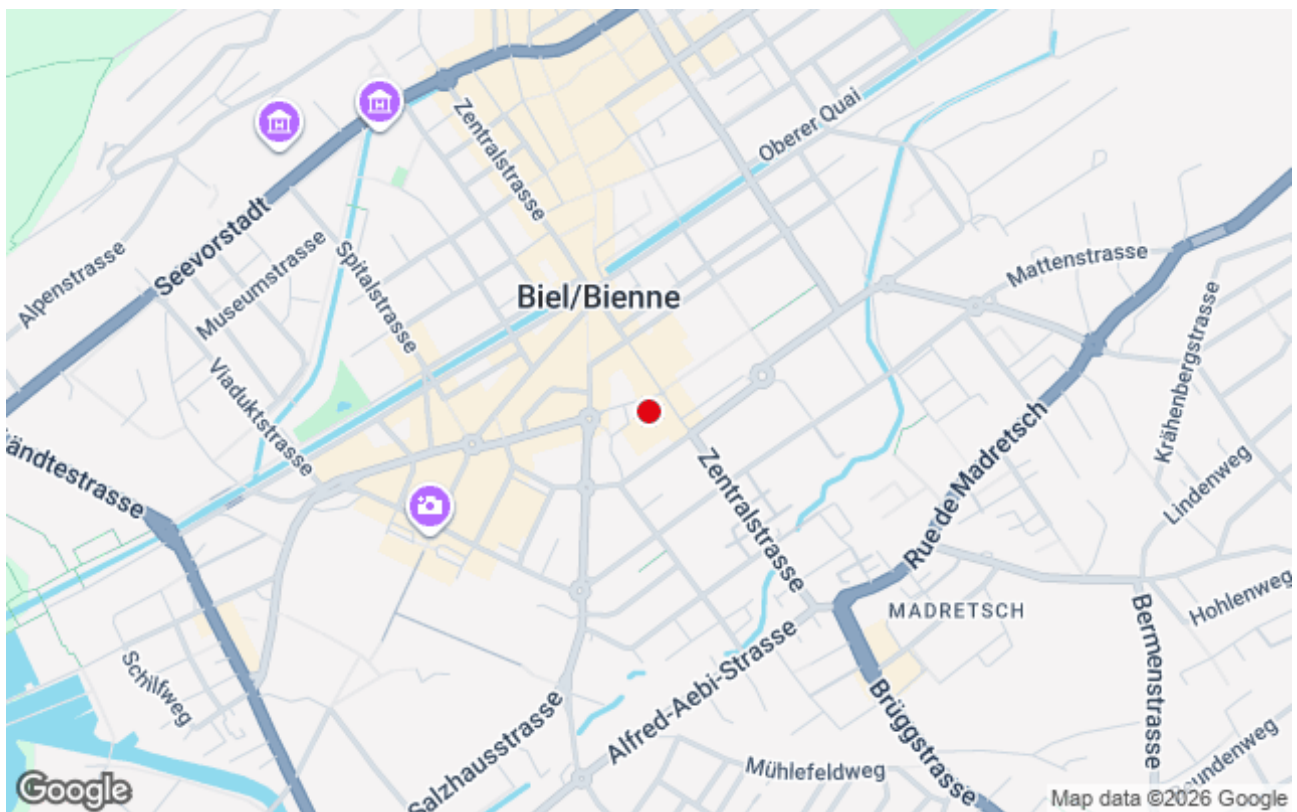 Zentralstrasse
Oberer Quai
Seevorstadt
Alpenstrasse
Museumstrasse
Spitalstrasse
Mattenstrasse
Biel/Bienne
Krähenbergstrasse
Viaduktstrasse
Rue de Madretsch
Lindenweg
Zentralstrasse
MADRETSCH
Hohlenweg
Bermenstrasse
Schilfweg
Alfred-Aebi-Strasse
Brüggstrasse
Salzhausstrasse
Mühlefeldweg
Google
Map data ©2026 Google